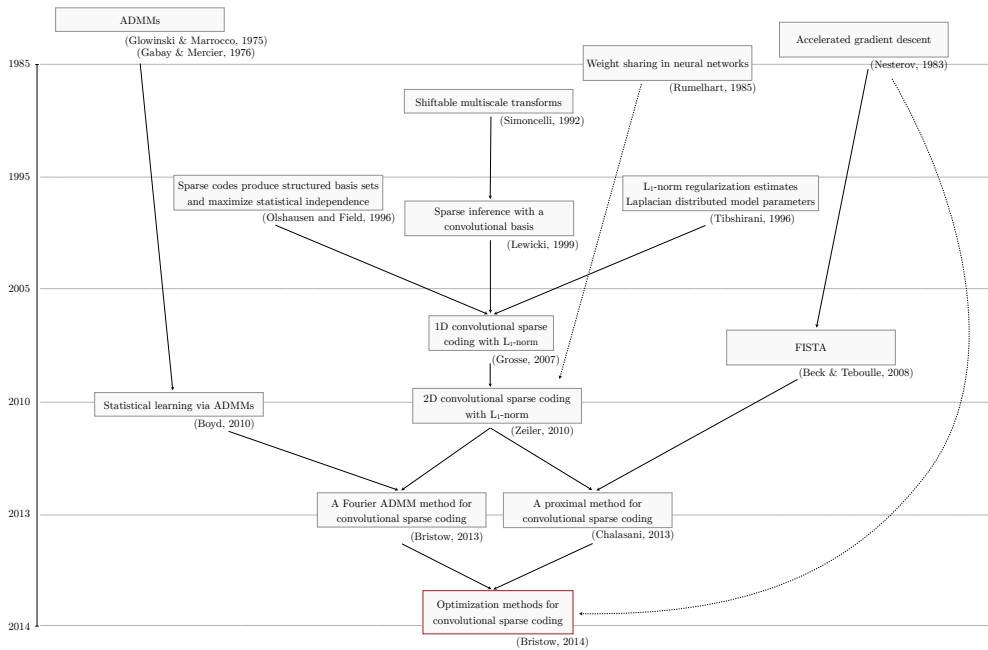 ADMMs
(Glowinski & Marrocco, 1975)
(Gabay & Mercier, 1976)
Accelerated gradient descent
(Nesterov, 1983)
1985
Weight sharing in neural networks
(Rumelhart, 1985)
Shiftable multiscale transforms
(Simoncelli, 1992)
1995
Sparse codes produce structured basis sets
and maximize statistical independence
(Olshausen and Field, 1996)
Sparse inference with a
convolutional basis
(Lewicki, 1999)
L₁-norm regularization estimates
Laplacian distributed model parameters
(Tibshirani, 1996)
2005
1D convolutional sparse
coding with L₁-norm
(Grosse, 2007)
FISTA
(Beck & Teboulle, 2008)
2010
Statistical learning via ADMMs
(Boyd, 2010)
2D convolutional sparse coding
with L₁-norm
(Zeiler, 2010)
2013
A Fourier ADMM method for
convolutional sparse coding
(Bristow, 2013)
A proximal method for
convolutional sparse coding
(Chalasani, 2013)
2014
Optimization methods for
convolutional sparse coding
(Bristow, 2014)